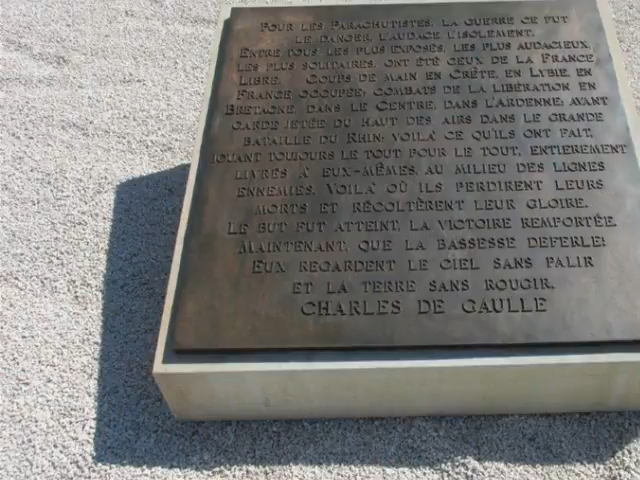 POUR LES PARACHUTISTES, LA GUERRE CE FUT
LE DANGER, L'AUDACE, L'ISOLEMENT.
ENTRE TOUS, LES PLUS EXPOSÉS, LES PLUS AUDACIEUX,
LES PLUS SOLITAIRES, ONT ÉTÉ CEUX DE LA FRANCE
LIBRE. COUPS DE MAIN EN CRÈTE, EN LYBIE, EN
FRANCE OCCUPÉE; COMBATS DE LA LIBÉRATION EN
BRETAGNE, DANS LE CENTRE, DANS L'ARDENNE; AVANT
GARDE JETÉE DU HAUT DES AIRS DANS LE GRANDE
BATAILLE DU RHIN: VOILÀ CE QU'ILS ONT FAIT,
JOUANT TOUJOURS LE TOUT POUR LE TOUT, ENTIEREMENT
LIVRÉS À EUX-MÊMES, AU MILIEU DES LIGNES
ENNEMIES. VOILÀ OÙ ILS PERDIRENT LEURS
MORTS ET RÉCOLTÈRENT LEUR GLOIRE.
LE BUT FUT ATTEINT, LA VICTOIRE REMPORTÉE.
MAINTENANT, QUE LA BASSESSE DEFERLE!
EUX REGARDENT LE CIEL SANS PALIR
ET LA TERRE SANS ROUGIR.
CHARLES DE GAULLE